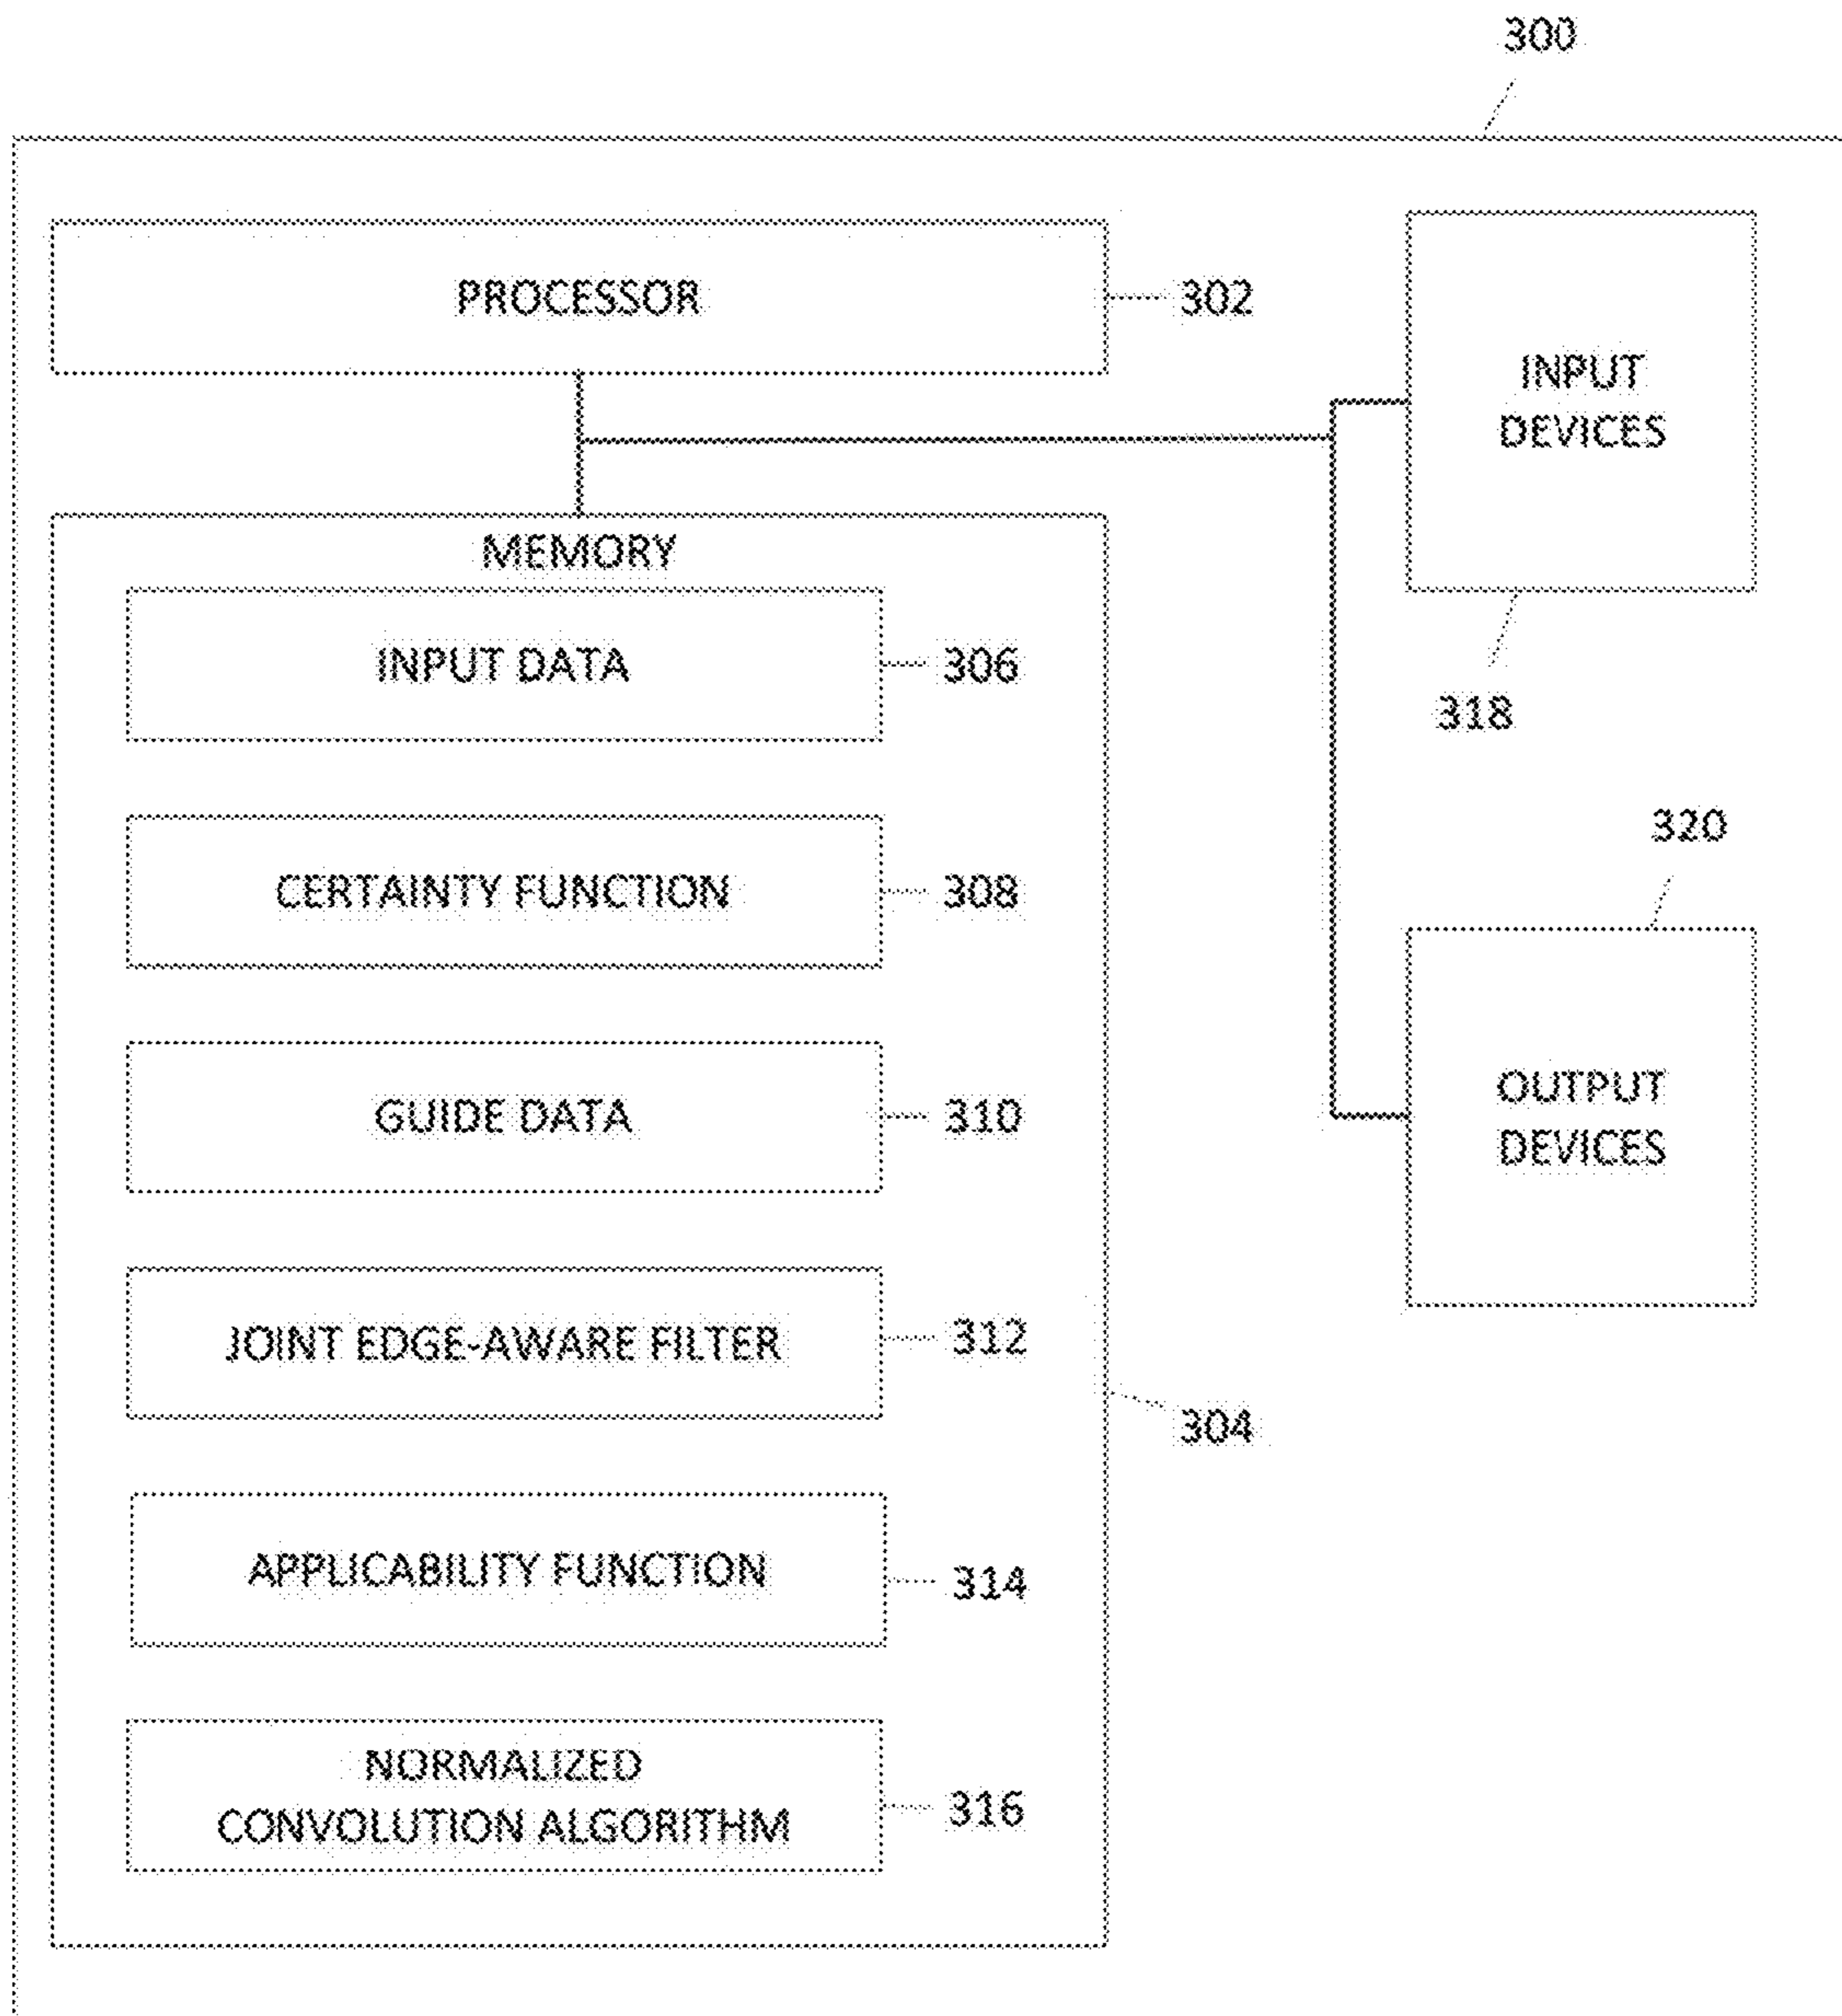 300
PROCESSOR
302
INPUT
DEVICES
318
MEMORY
INPUT DATA
306
CERTAINTY FUNCTION
308
GUIDE DATA
310
JOINT EDGE-AWARE FILTER
312
304
APPLICABILITY FUNCTION
314
NORMALIZED
CONVOLUTION ALGORITHM
316
320
OUTPUT
DEVICES